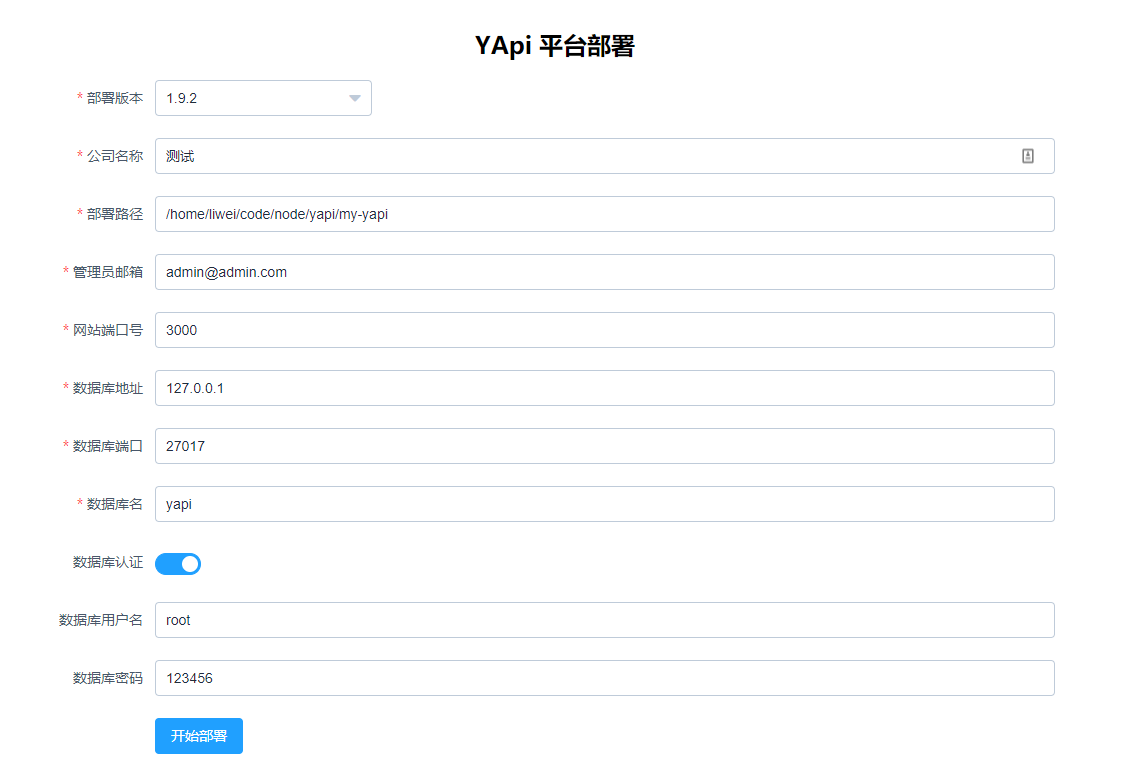 YApi 平台部署
* 部署版本 1.9.2
* 公司名称 测试
* 部署路径 /home/liwei/code/node/yapi/my-yapi
* 管理员邮箱 admin@admin.com
* 网站端口号 3000
* 数据库地址 127.0.0.1
* 数据库端口 27017
* 数据库名 yapi
数据库认证
数据库用户名 root
数据库密码 123456
开始部署